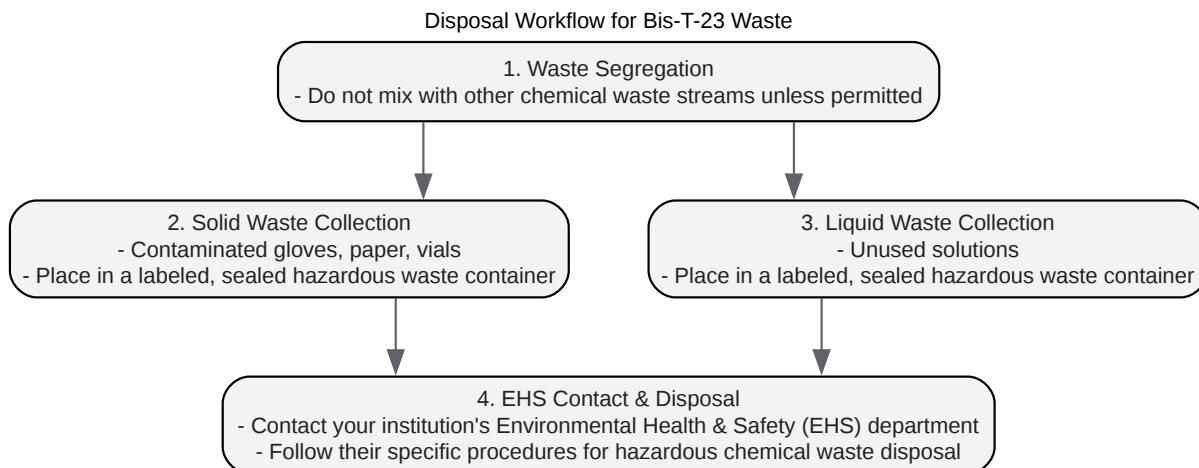 Disposal Workflow for Bis-T-23 Waste
1. Waste Segregation
- Do not mix with other chemical waste streams unless permitted
2. Solid Waste Collection
- Contaminated gloves, paper, vials
- Place in a labeled, sealed hazardous waste container
3. Liquid Waste Collection
- Unused solutions
- Place in a labeled, sealed hazardous waste container
4. EHS Contact & Disposal
- Contact your institution's Environmental Health & Safety (EHS) department
- Follow their specific procedures for hazardous chemical waste disposal